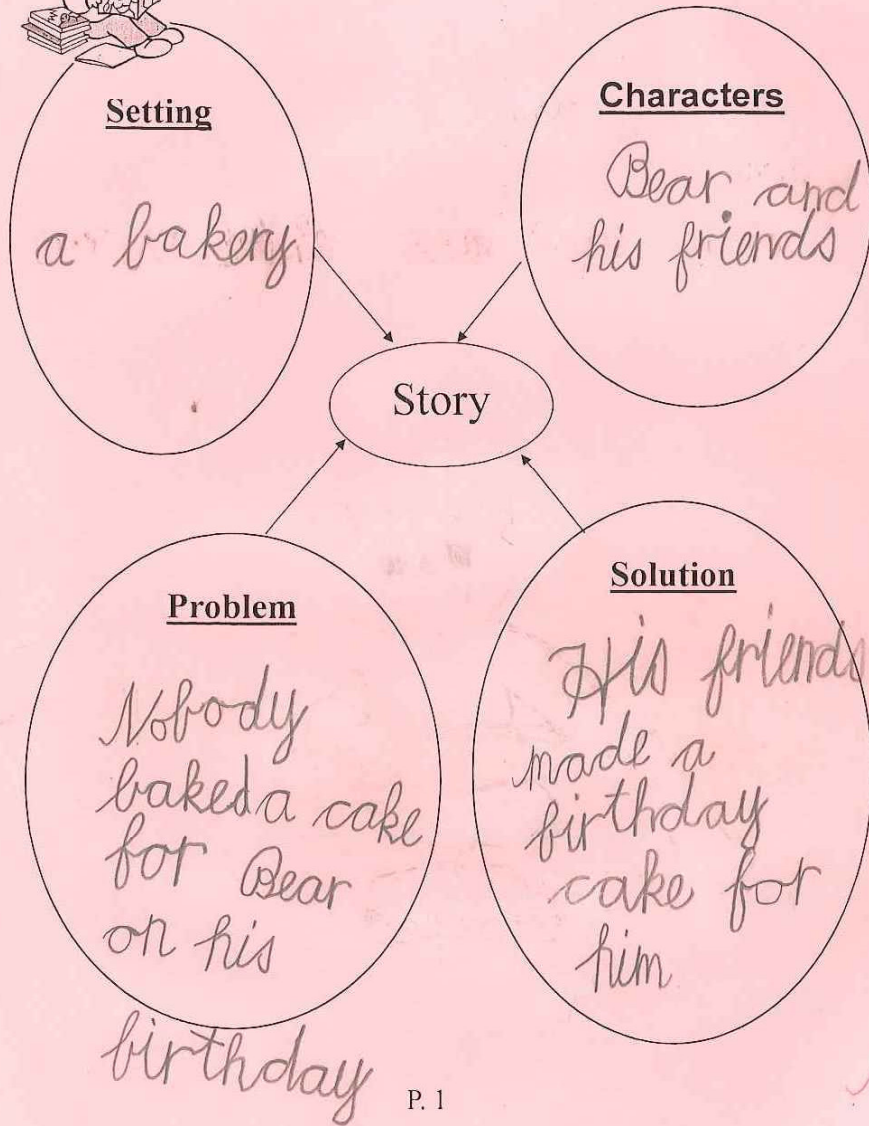 Setting
a bakery
Characters
Bear and
his friends
Story
Problem
Nobody
baked a cake
for Bear
on his
birthday
Solution
His friends
made a
birthday
cake for
him
P. 1